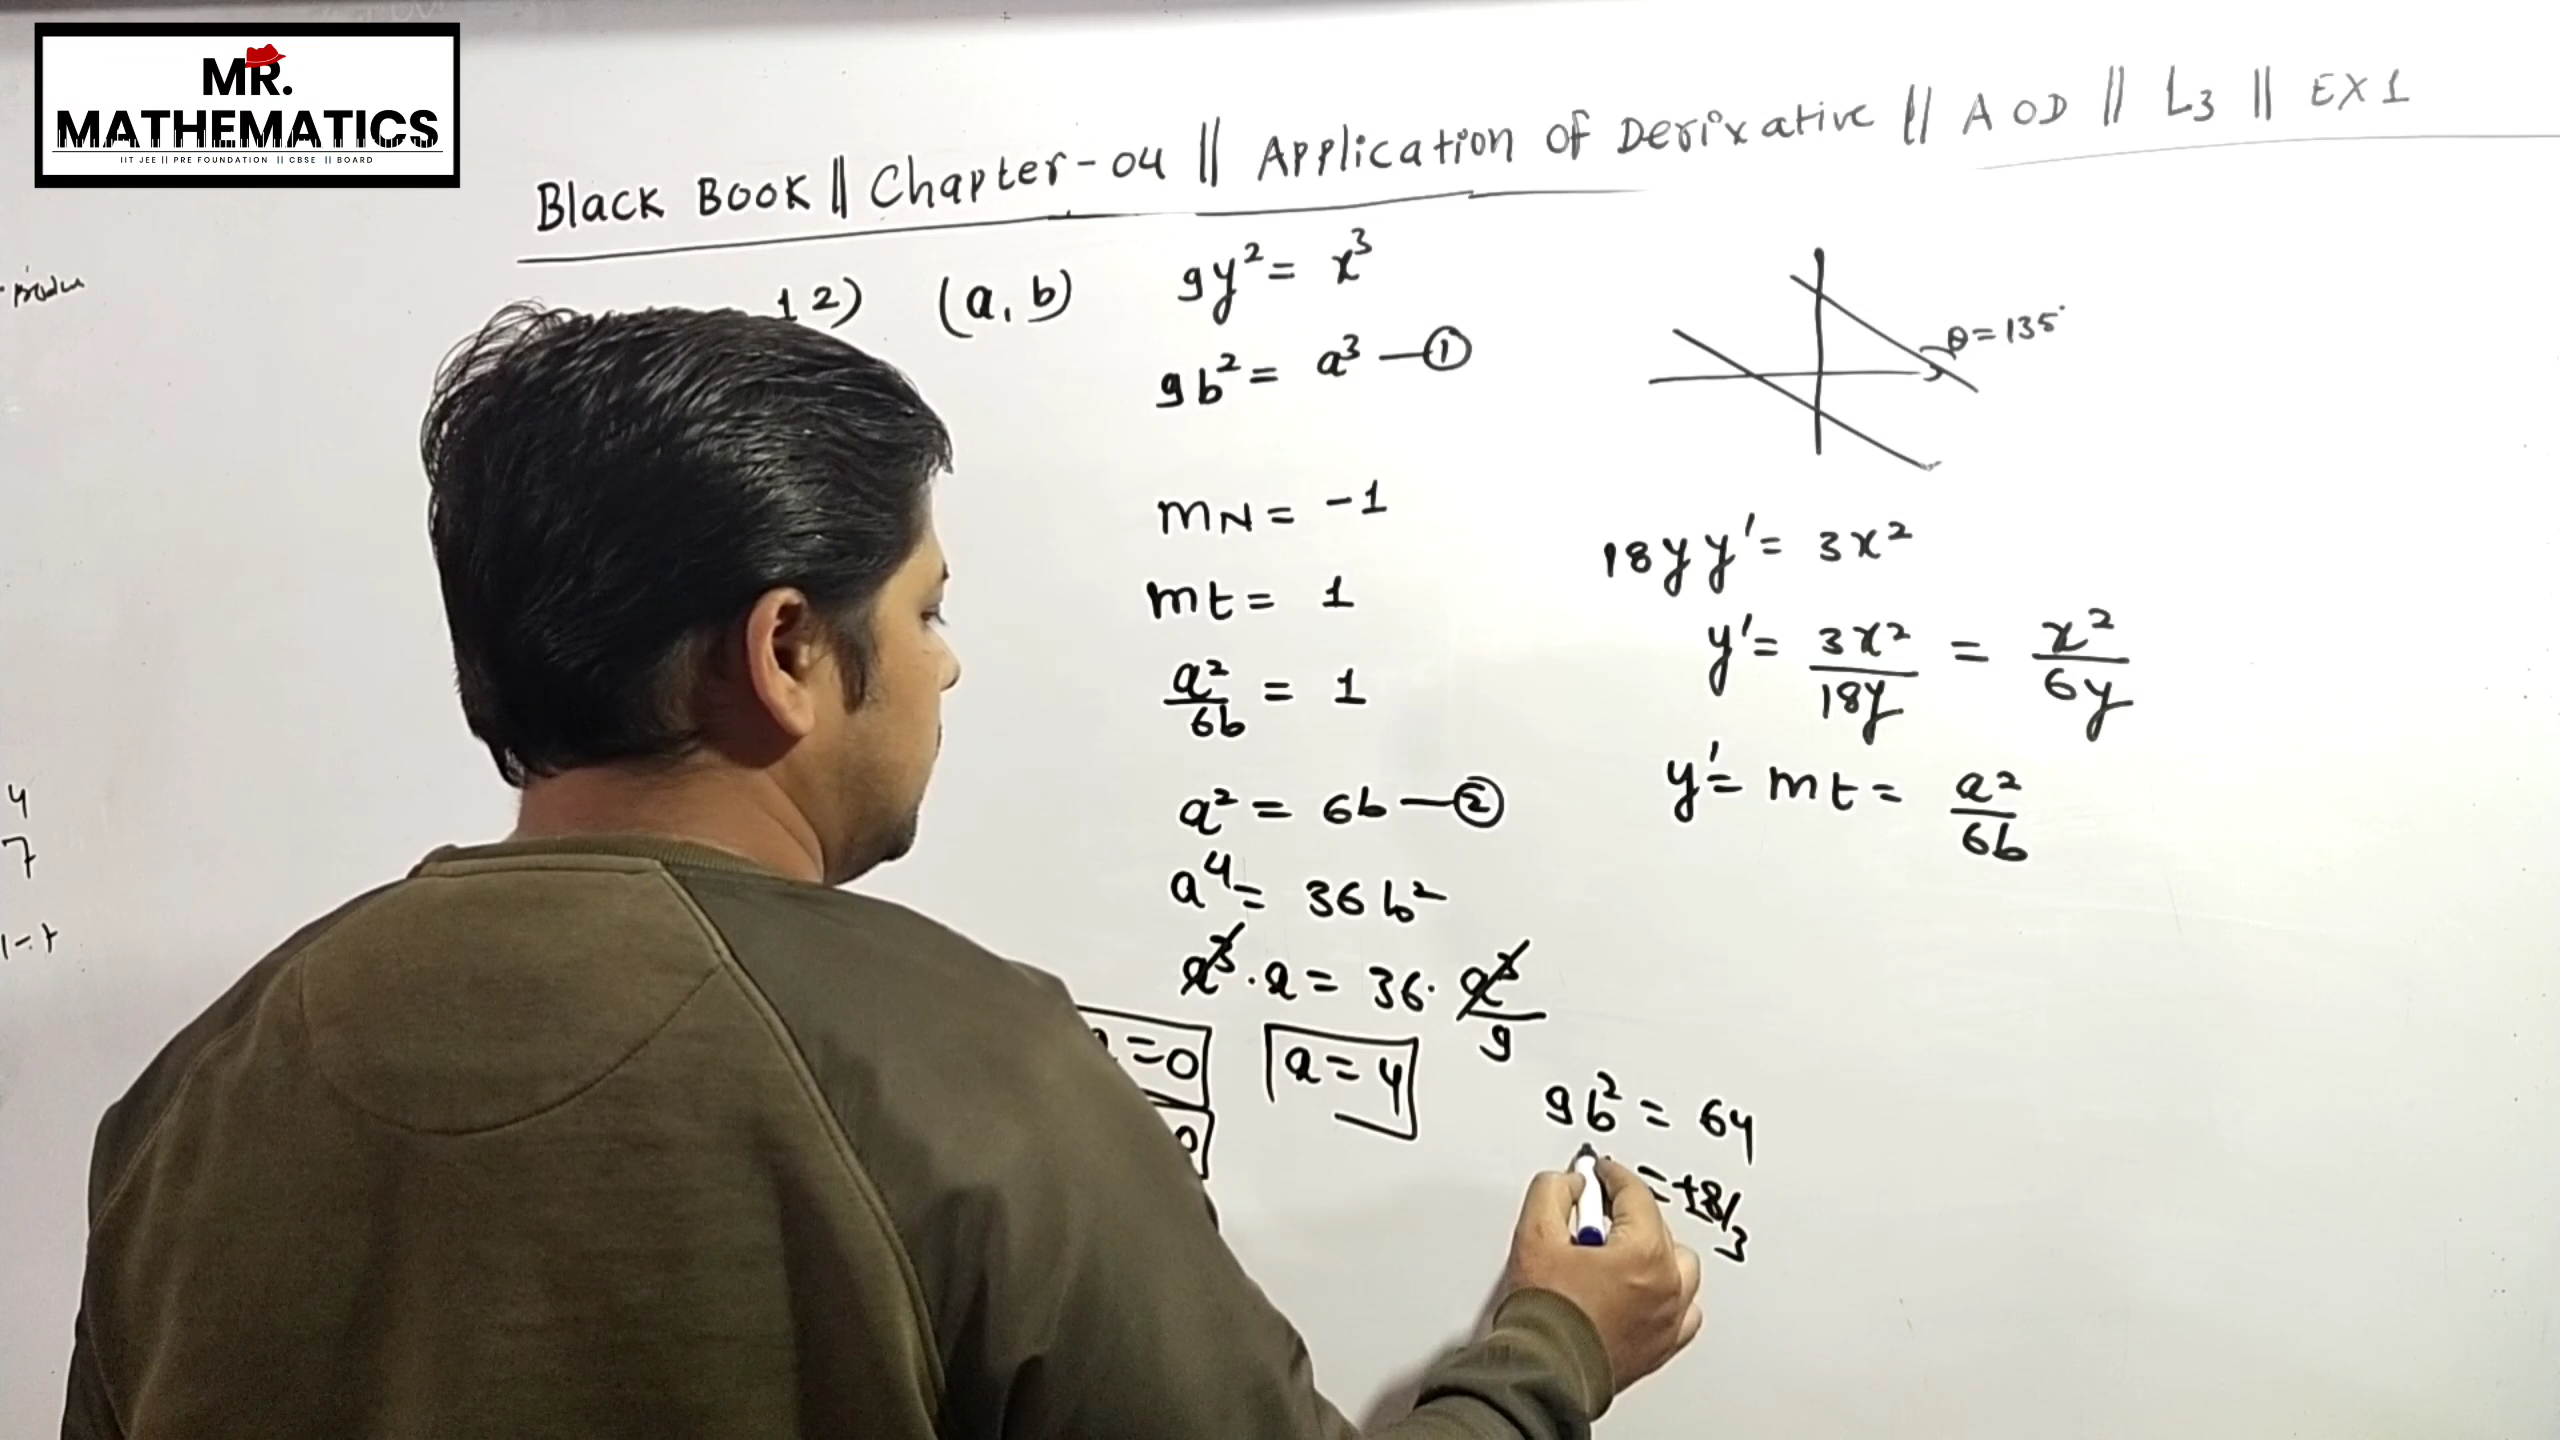 MR.
MATHEMATICS
IIT JEE || PRE FOUNDATION || CBSE || BOARD
Black Book || Chapter-04 || Application of Derivative || AOD || L3 || EX 1
12) (a, b) 9y² = x³
9b² = a³ — ①
θ = 135°
mN = -1
mt = 1
a²/6b = 1
a² = 6b — ②
a⁴ = 36b²
a³·a = 36·a³/9
=0
a = 4
0
18yy' = 3x²
y' = 3x²/18y = x²/6y
y' = mt = a²/6b
9b² = 64
= ±8/3
4
7